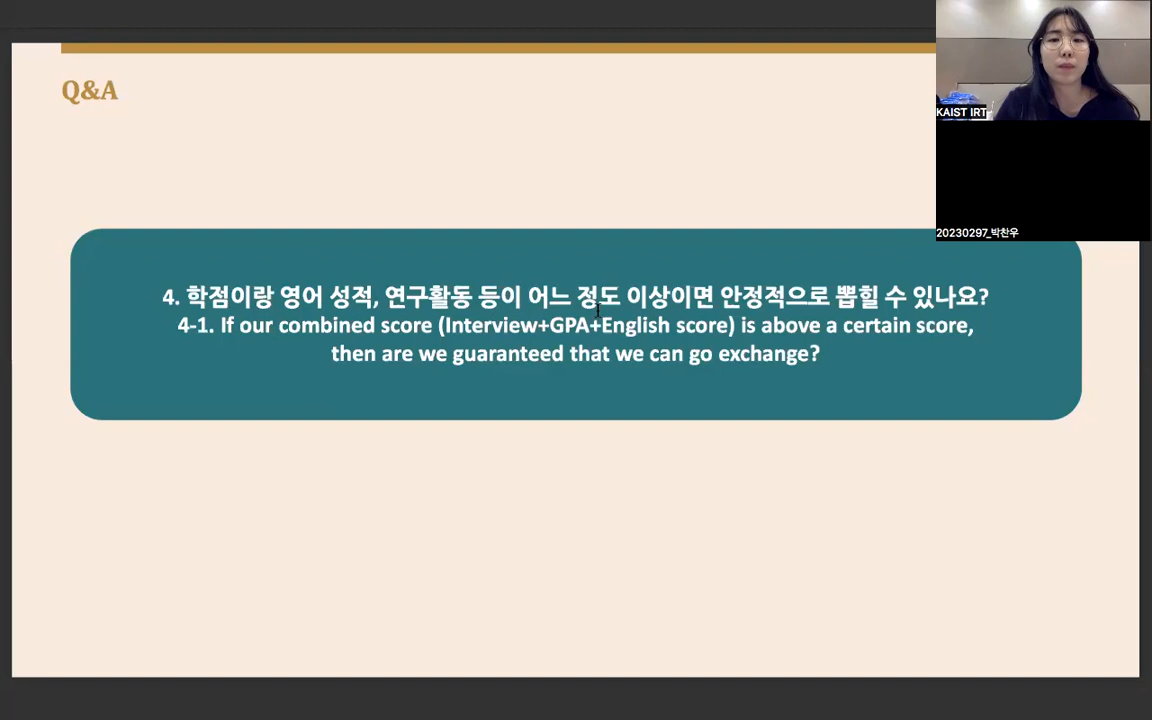 Q&A
KAIST IRT
20230297_박찬우
4. 학점이랑 영어 성적, 연구활동 등이 어느 정도 이상이면 안정적으로 뽑힐 수 있나요?
4-1. If our combined score (Interview+GPA+English score) is above a certain score,
then are we guaranteed that we can go exchange?